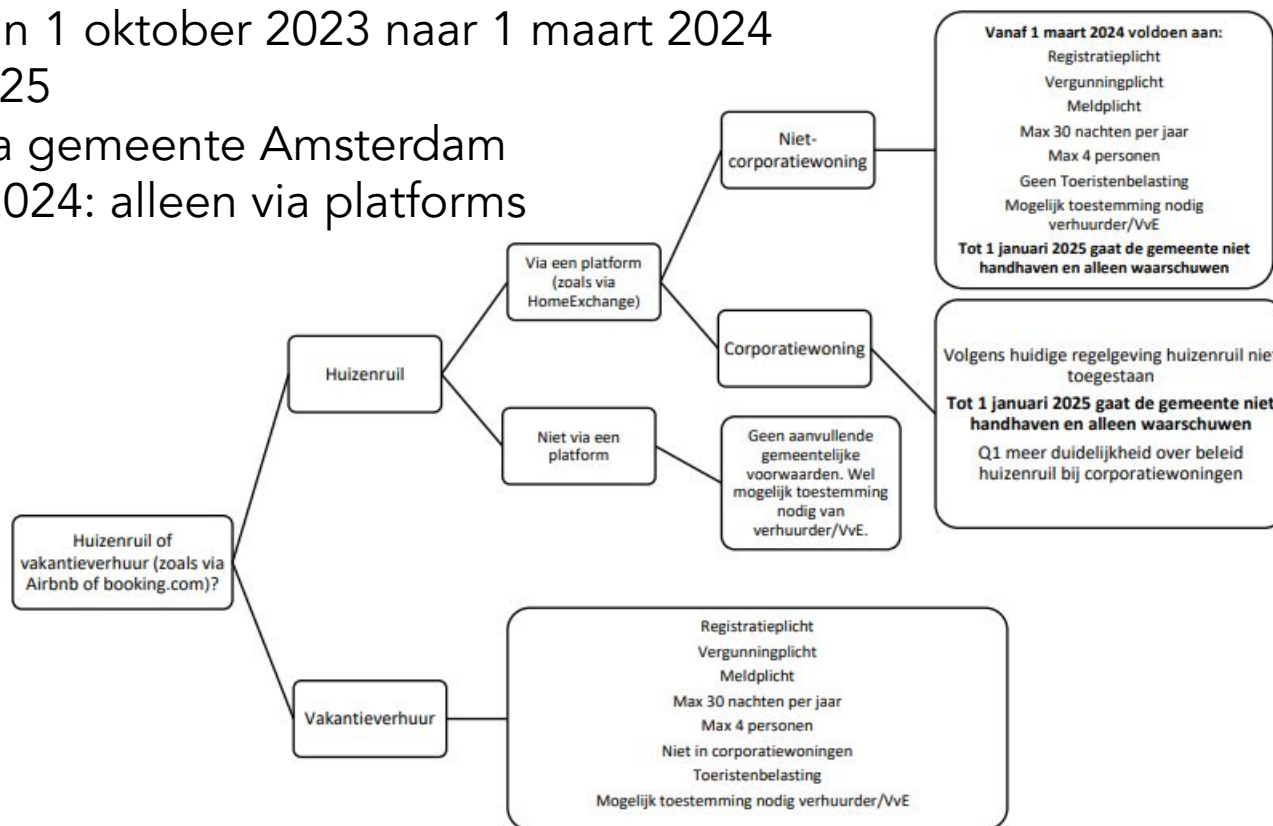 n 1 oktober 2023 naar 1 maart 2024
25
a gemeente Amsterdam
2024: alleen via platforms
Huizenruil of
vakantieverhuur (zoals via
Airbnb of booking.com)?
Huizenruil
Via een platform
(zoals via
HomeExchange)
Niet-
corporatiewoning
Vanaf 1 maart 2024 voldoen aan:
Registratieplicht
Vergunningplicht
Meldplicht
Max 30 nachten per jaar
Max 4 personen
Geen Toeristenbelasting
Mogelijk toestemming nodig
verhuurder/VvE
Tot 1 januari 2025 gaat de gemeente niet
handhaven en alleen waarschuwen
Corporatiewoning
Volgens huidige regelgeving huizenruil niet
toegestaan
Tot 1 januari 2025 gaat de gemeente niet
handhaven en alleen waarschuwen
Q1 meer duidelijkheid over beleid
huizenruil bij corporatiewoningen
Niet via een
platform
Geen aanvullende
gemeentelijke
voorwaarden. Wel
mogelijk toestemming
nodig van
verhuurder/VvE.
Vakantieverhuur
Registratieplicht
Vergunningplicht
Meldplicht
Max 30 nachten per jaar
Max 4 personen
Niet in corporatiewoningen
Toeristenbelasting
Mogelijk toestemming nodig verhuurder/VvE